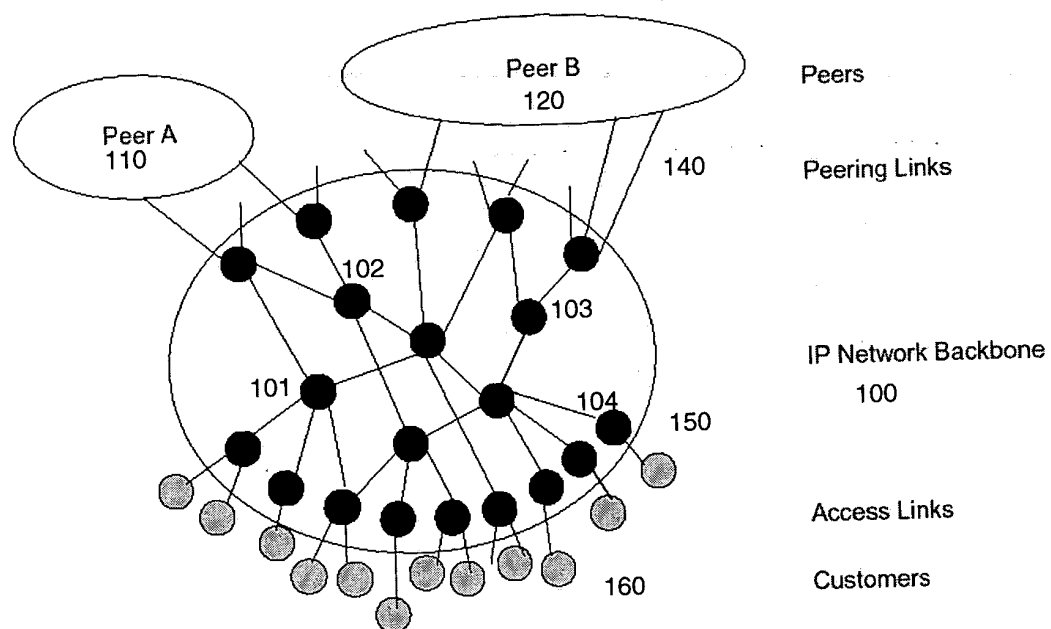 Peer B
120
Peers
Peer A
110
140
Peering Links
102
103
IP Network Backbone
100
101
104
150
Access Links
160
Customers